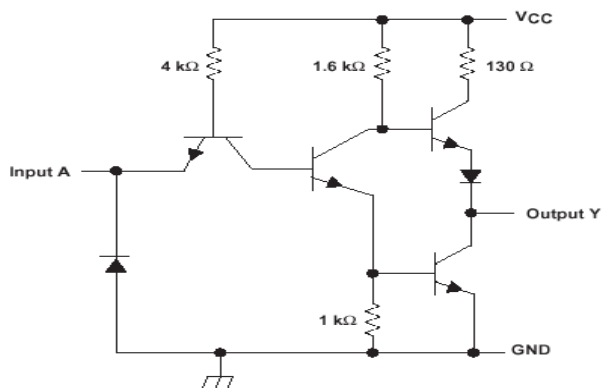 VCC
4 kΩ
1.6 kΩ
130 Ω
Input A
Output Y
1 kΩ
GND